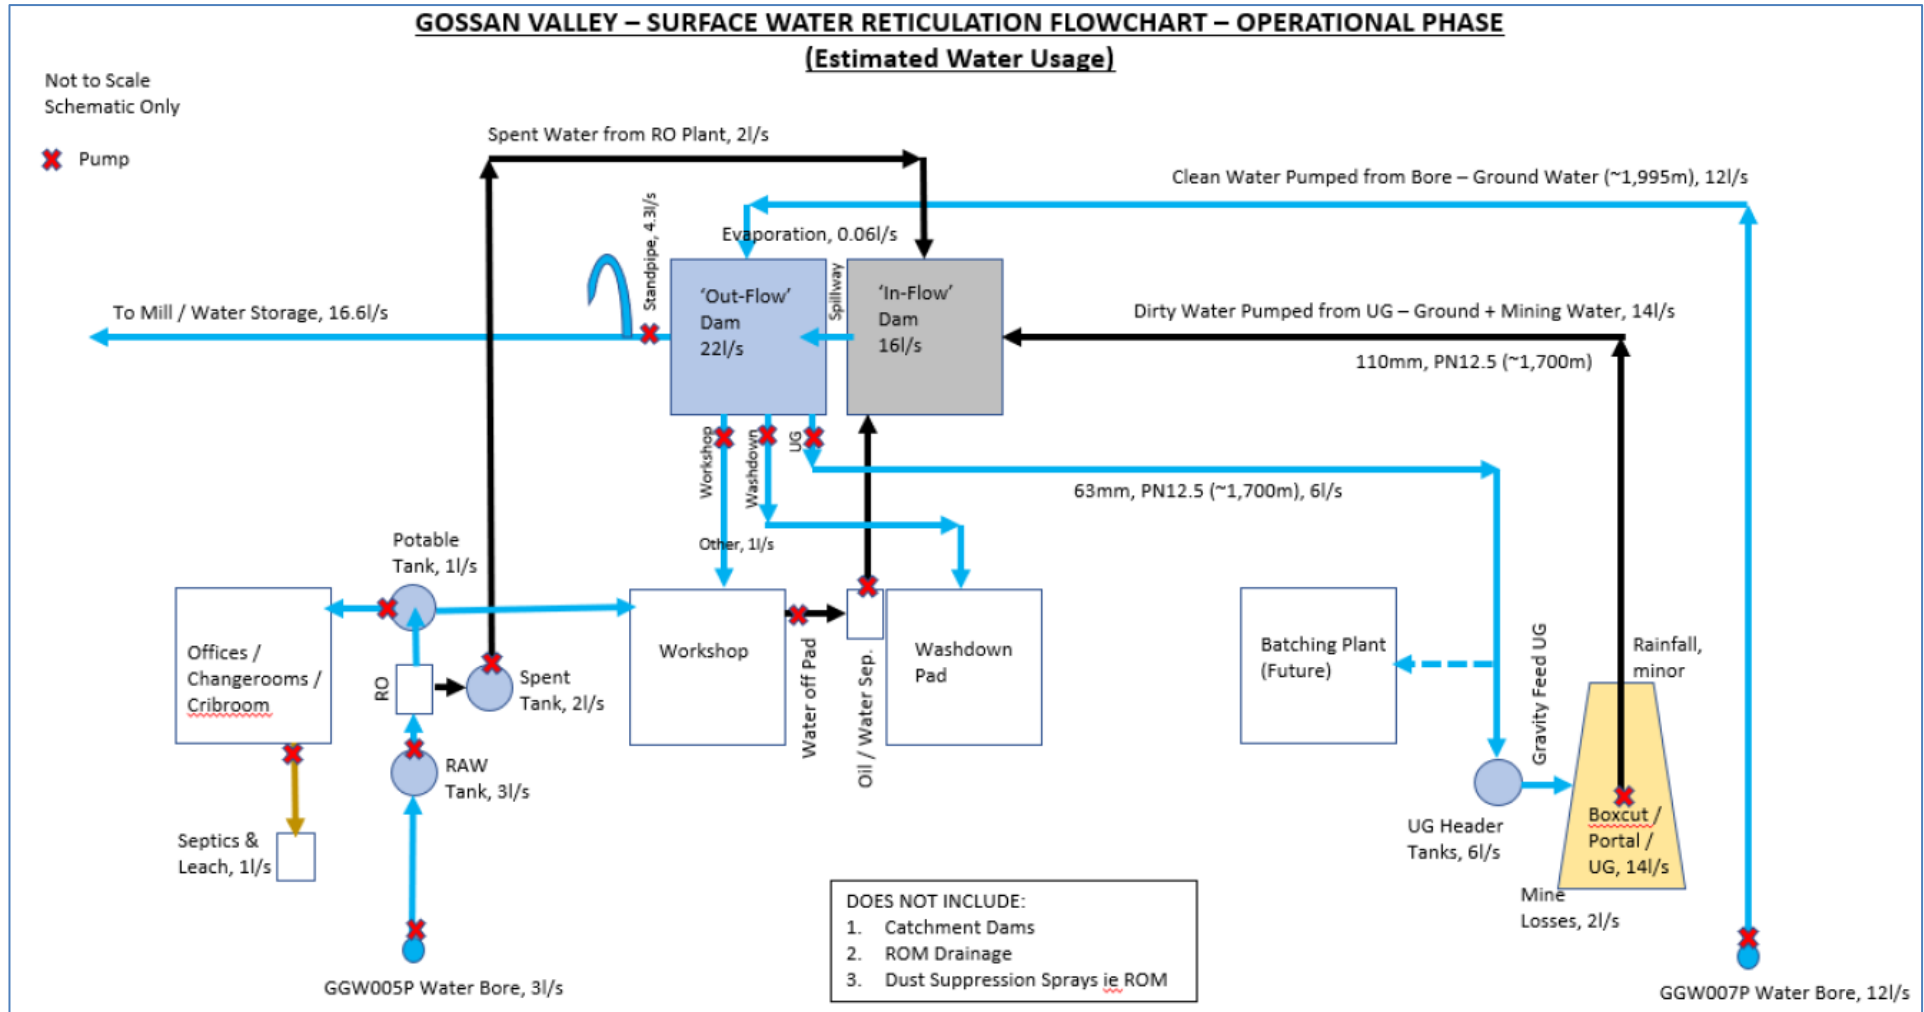 GOSSAN VALLEY – SURFACE WATER RETICULATION FLOWCHART – OPERATIONAL PHASE
(Estimated Water Usage)
Not to Scale
Schematic Only
Pump
Spent Water from RO Plant, 2l/s
Clean Water Pumped from Bore – Ground Water (~1,995m), 12l/s
Standpipe, 4.3l/s
Evaporation, 0.06l/s
To Mill / Water Storage, 16.6l/s
'Out-Flow'
Dam
22l/s
Spillway
'In-Flow'
Dam
16l/s
Dirty Water Pumped from UG – Ground + Mining Water, 14l/s
110mm, PN12.5 (~1,700m)
Workshop
Washdown
UG
63mm, PN12.5 (~1,700m), 6l/s
Other, 1l/s
Potable
Tank, 1l/s
Offices /
Changerooms /
Cribroom
RO
Spent
Tank, 2l/s
Workshop
Water off Pad
Oil / Water Sep.
Washdown
Pad
Batching Plant
(Future)
Gravity Feed UG
Rainfall,
minor
RAW
Tank, 3l/s
Septics &
Leach, 1l/s
UG Header
Tanks, 6l/s
Boxcut /
Portal /
UG, 14l/s
Mine
Losses, 2l/s
DOES NOT INCLUDE:
1. Catchment Dams
2. ROM Drainage
3. Dust Suppression Sprays ie ROM
GGW005P Water Bore, 3l/s
GGW007P Water Bore, 12l/s